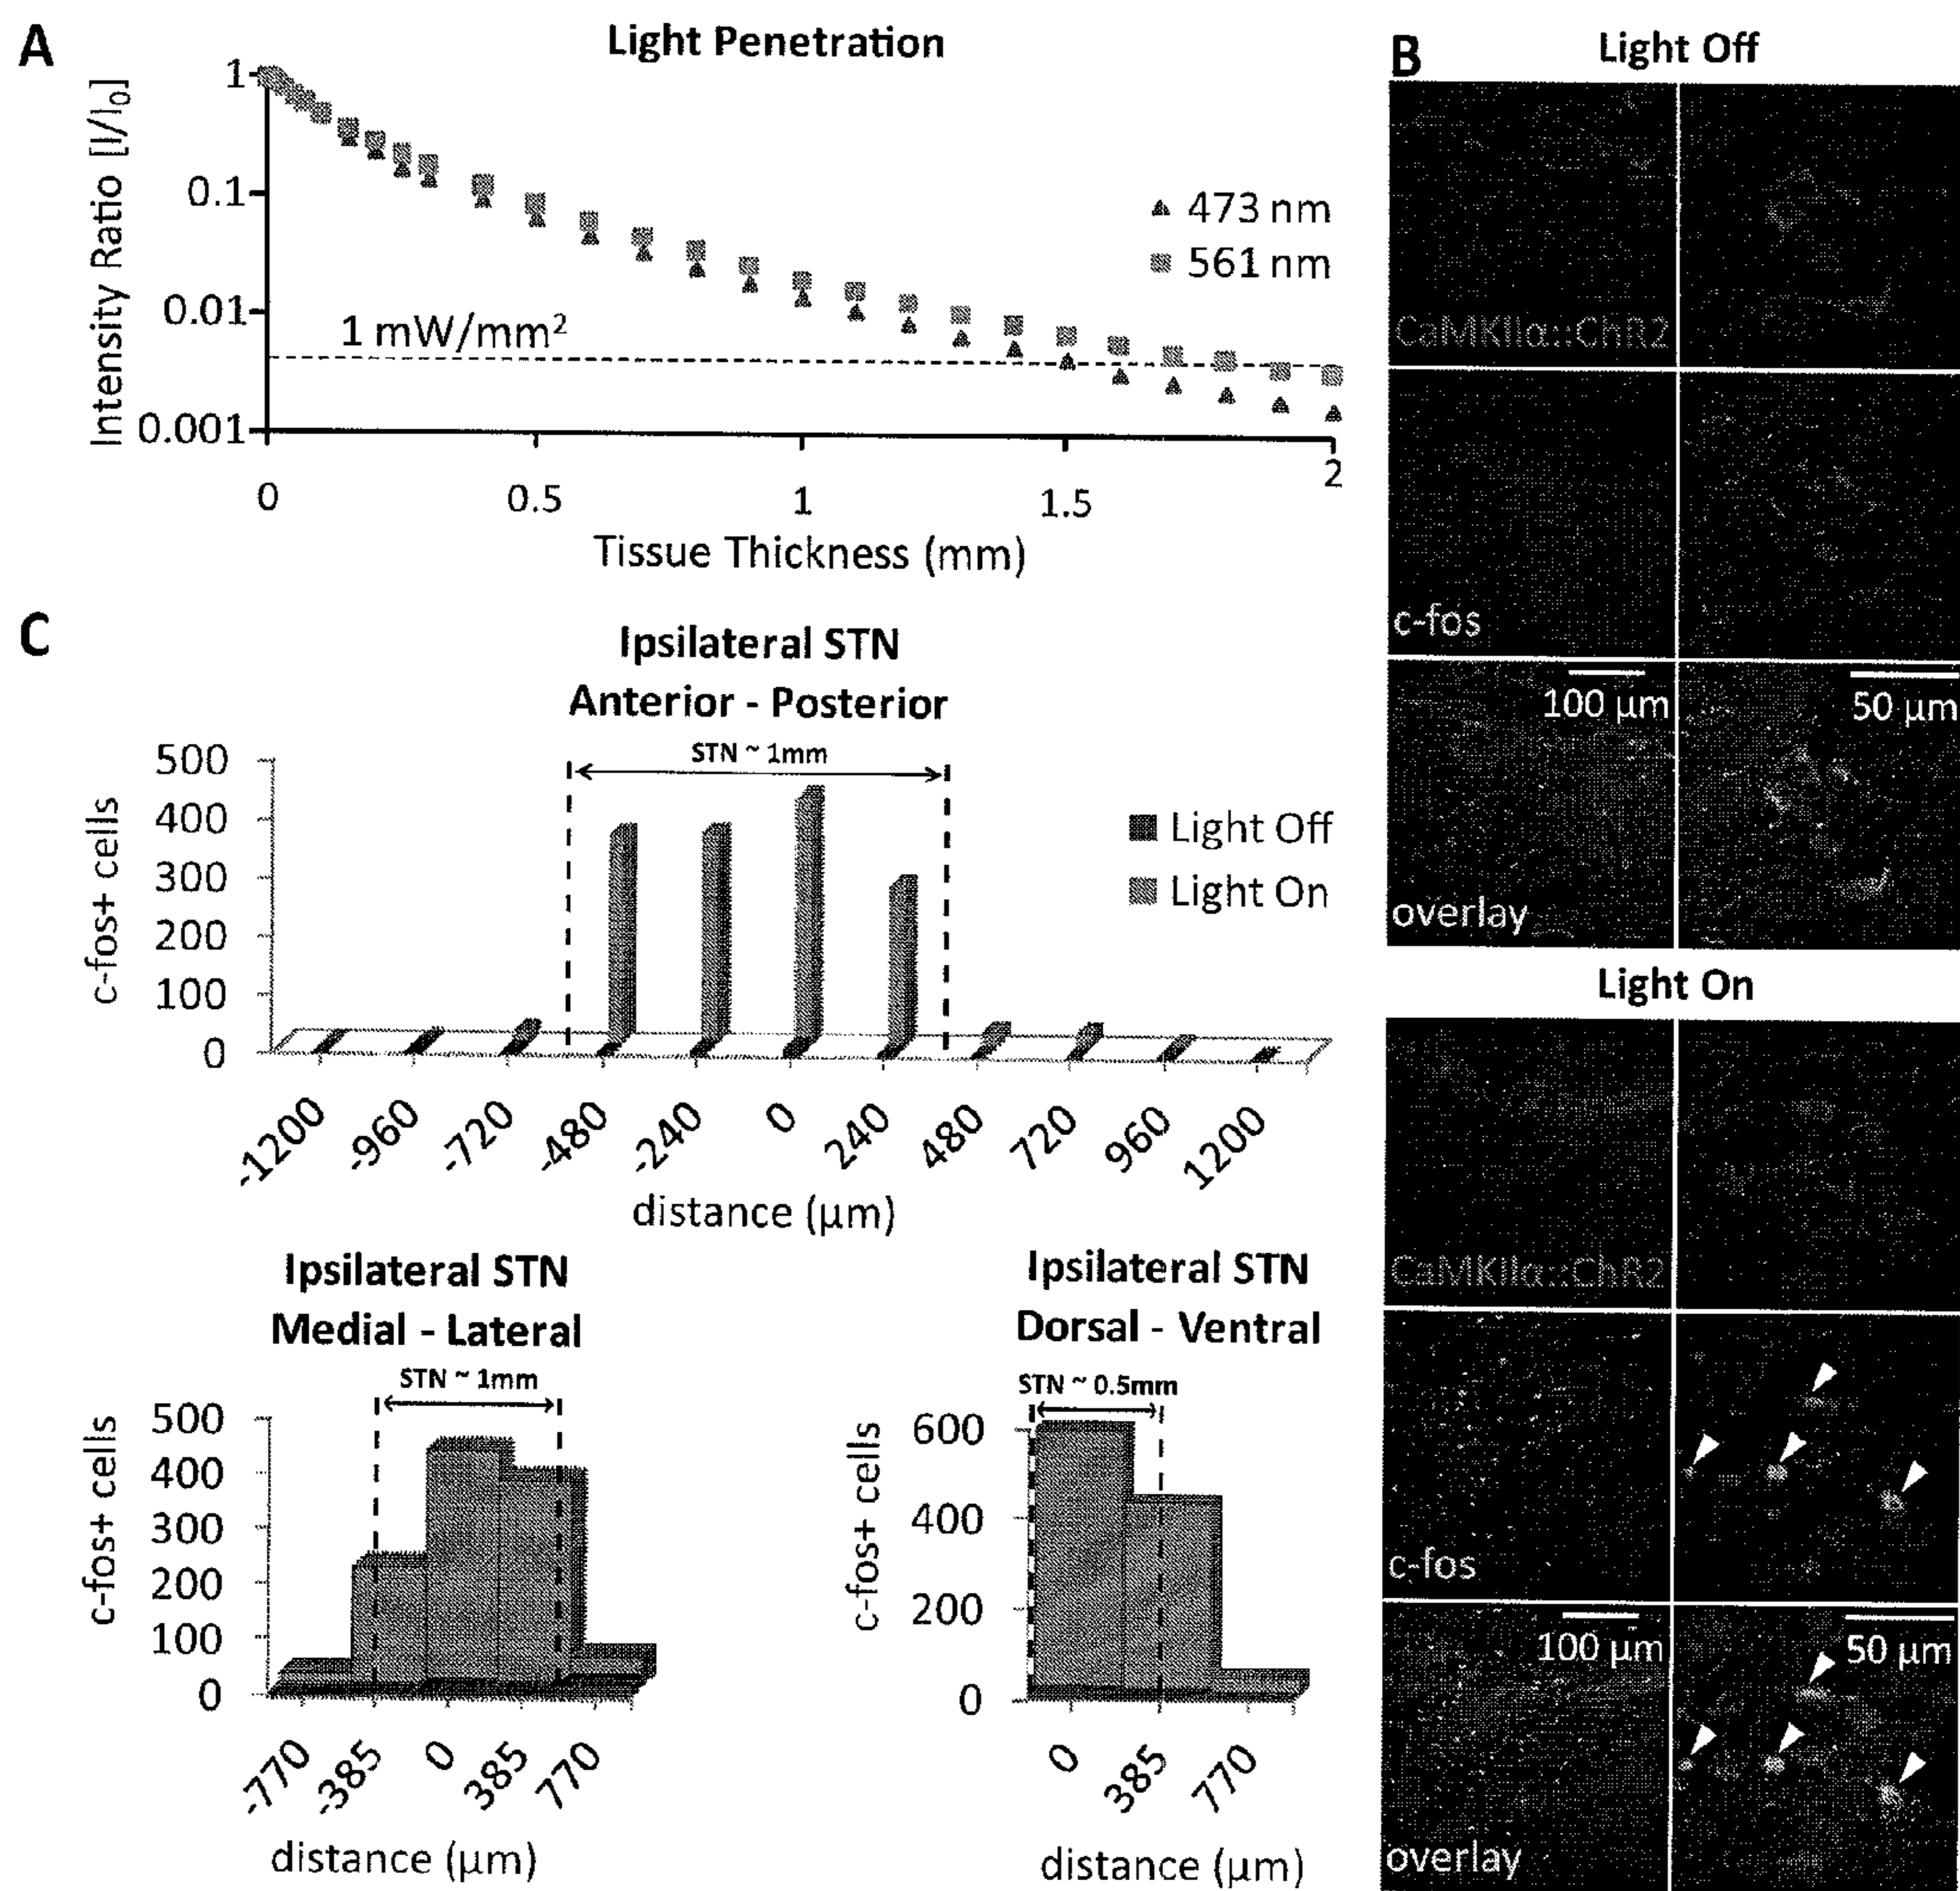 A
Light Penetration
Intensity Ratio [I/I0]
1
0.1
0.01
0.001
1 mW/mm²
473 nm
561 nm
0
0.5
1
1.5
2
Tissue Thickness (mm)
B
Light Off
CaMKIIα::ChR2
c-fos
100 µm
50 µm
overlay
Light On
CaMKIIα::ChR2
c-fos
100 µm
50 µm
overlay
C
Ipsilateral STN
Anterior - Posterior
STN ~ 1mm
c-fos+ cells
500
400
300
200
100
0
Light Off
Light On
-1200
-960
-720
-480
-240
0
240
480
720
960
1200
distance (µm)
Ipsilateral STN
Medial - Lateral
STN ~ 1mm
c-fos+ cells
500
400
300
200
100
0
-770
-385
0
385
770
distance (µm)
Ipsilateral STN
Dorsal - Ventral
STN ~ 0.5mm
c-fos+ cells
600
400
200
0
0
385
770
distance (µm)